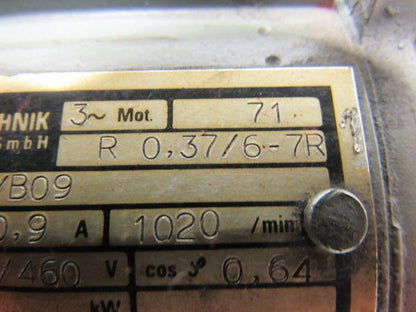 HNIK 3~ Mot. 71
GmbH R 0,37/6-7R
/B09
0,9 A 1020 /min
/460 V cos φ 0,64
kW